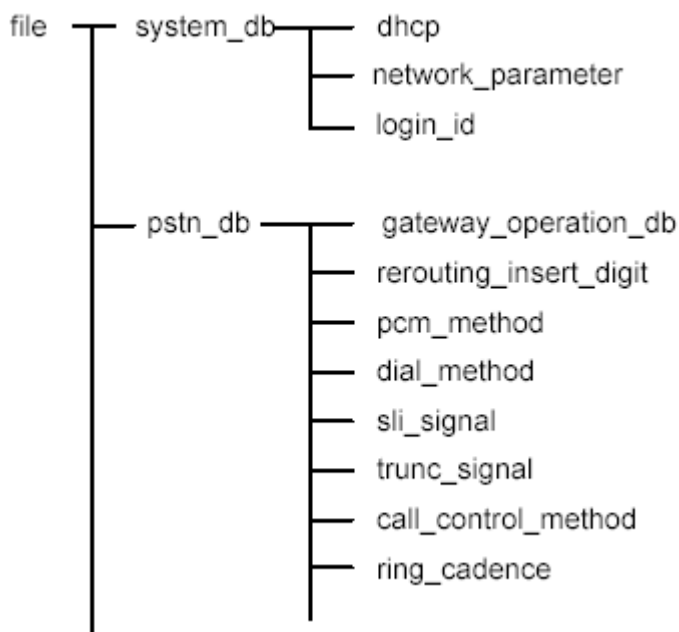 file system_db dhcp
network_parameter
login_id
pstn_db gateway_operation_db
rerouting_insert_digit
pcm_method
dial_method
sli_signal
trunc_signal
call_control_method
ring_cadence